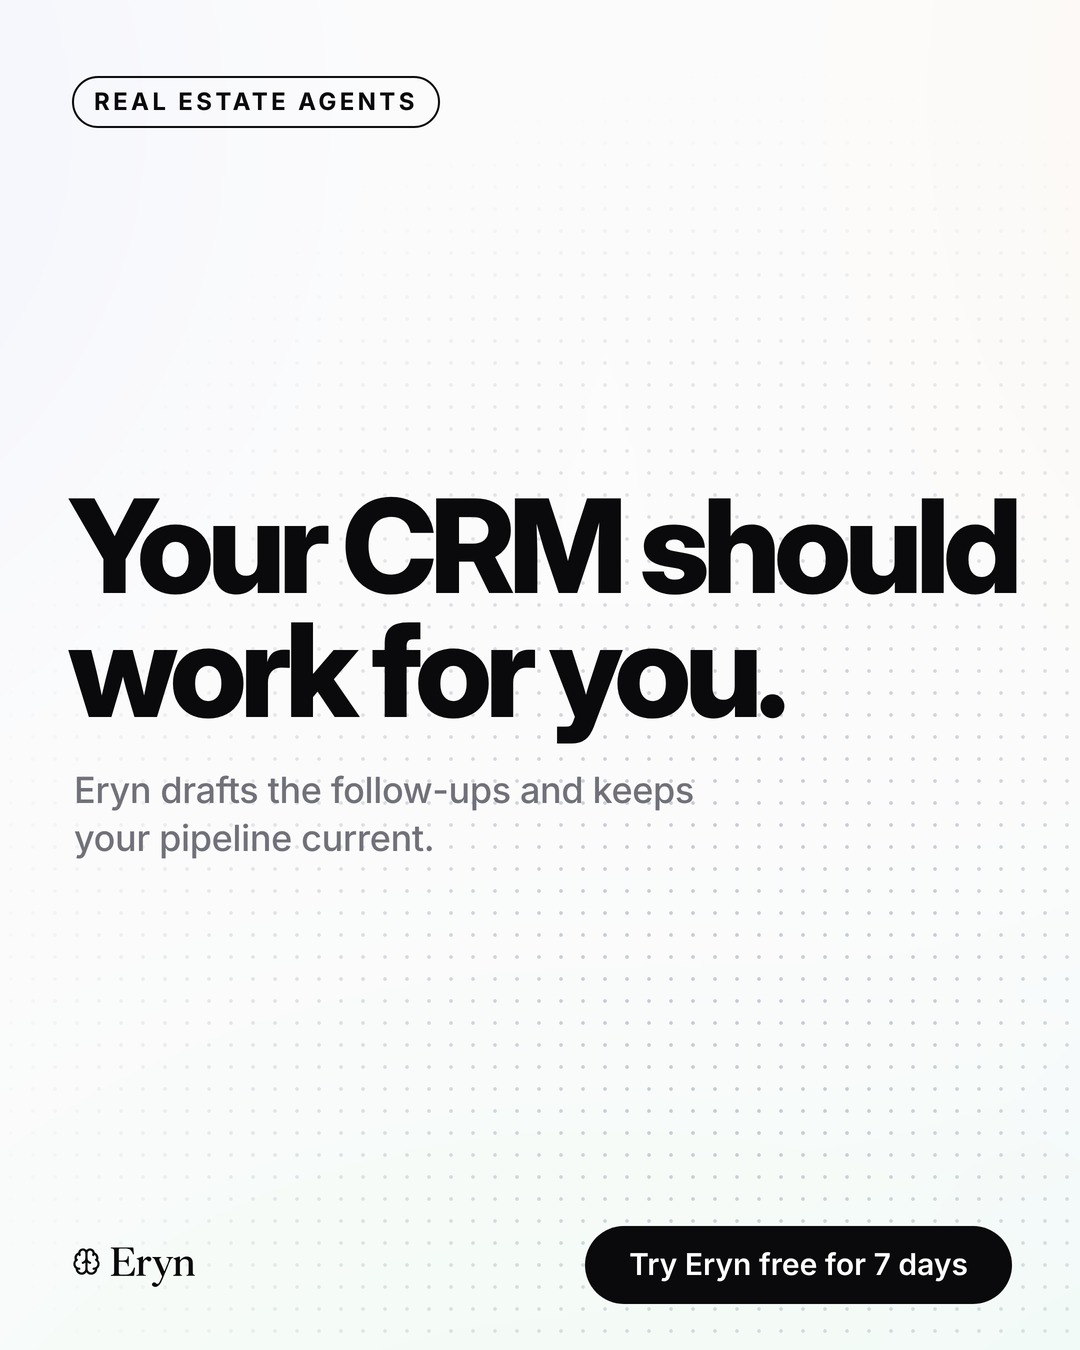 REAL ESTATE AGENTS
Your CRM should
work for you.
Eryn drafts the follow-ups and keeps
your pipeline current.
Eryn
Try Eryn free for 7 days